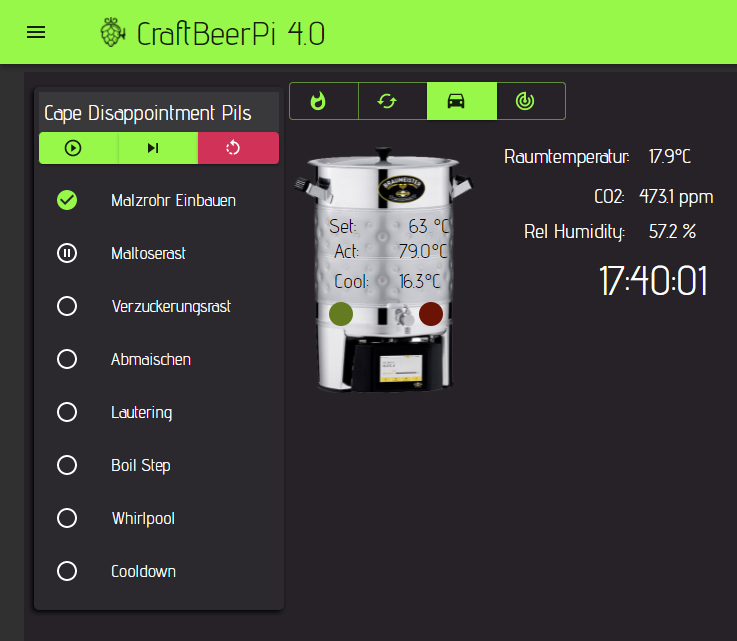 CraftBeerPi 4.0
Cape Disappointment Pils
Malzrohr Einbauen
Maltoserast
Verzuckerungsrast
Abmaischen
Lautering
Boil Step
Whirlpool
Cooldown
BRAUMEISTER
Set: 63 °C
Act: 79.0°C
Cool: 16.3°C
Raumtemperatur: 17.9°C
CO2: 473.1 ppm
Rel Humidity: 57.2 %
17:40:01